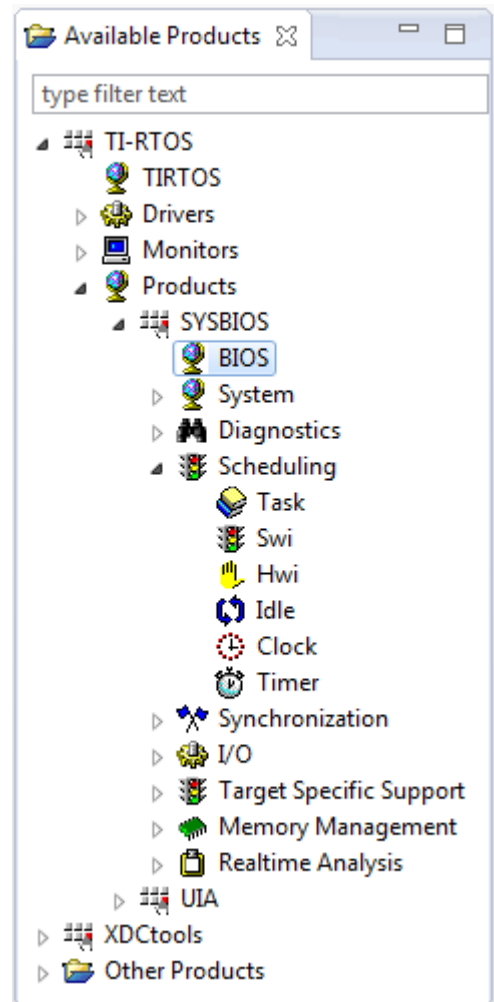 Available Products
type filter text
TI-RTOS
TIRTOS
Drivers
Monitors
Products
SYSBIOS
BIOS
System
Diagnostics
Scheduling
Task
Swi
Hwi
Idle
Clock
Timer
Synchronization
I/O
Target Specific Support
Memory Management
Realtime Analysis
UIA
XDCtools
Other Products